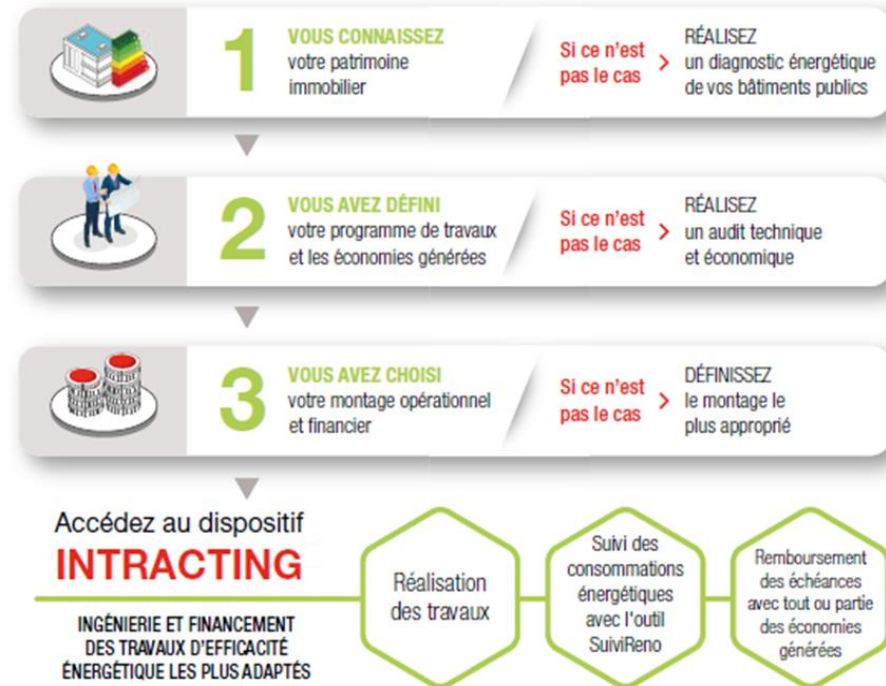 1
VOUS CONNAISSEZ
votre patrimoine
immobilier
Si ce n'est
pas le cas >
RÉALISEZ
un diagnostic énergétique
de vos bâtiments publics
2
VOUS AVEZ DÉFINI
votre programme de travaux
et les économies générées
Si ce n'est
pas le cas >
RÉALISEZ
un audit technique
et économique
3
VOUS AVEZ CHOISI
votre montage opérationnel
et financier
Si ce n'est
pas le cas >
DÉFINISSEZ
le montage le
plus approprié
Accédez au dispositif
INTRACTING
INGÉNIERIE ET FINANCEMENT
DES TRAVAUX D'EFFICACITÉ
ÉNERGÉTIQUE LES PLUS ADAPTÉS
Réalisation
des travaux
Suivi des
consommations
énergétiques
avec l'outil
SuiviReno
Remboursement
des échéances
avec tout ou partie
des économies
générées